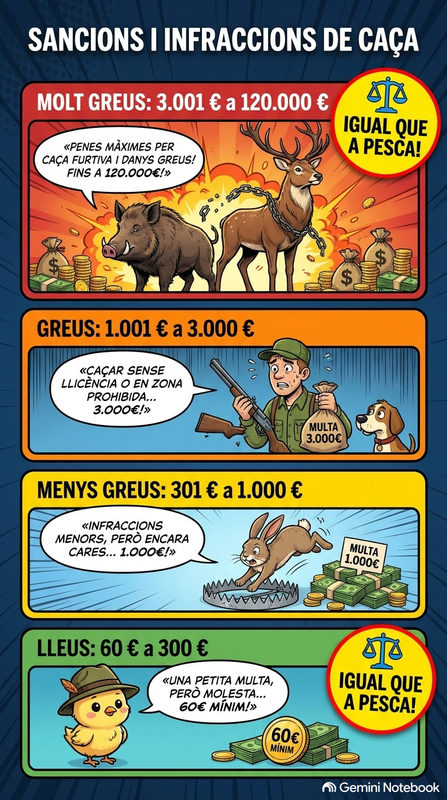 SANCIONS I INFRACCIONS DE CAÇA
MOLT GREUS: 3.001 € a 120.000 €
IGUAL QUE
A PESCA!
«PENES MÀXIMES PER
CAÇA FURTIVA I DANYS GREUS!
FINS A 120.000€!»
$
$
$
$
GREUS: 1.001 € a 3.000 €
«CAÇAR SENSE
LLICÈNCIA O EN ZONA
PROHIBIDA...
3.000€!»
MULTA
3.000€
MENYS GREUS: 301 € a 1.000 €
«INFRACCIONS
MENORS, PERÒ ENCARA
CARES... 1.000€!»
MULTA
1.000€
LLEUS: 60 € a 300 €
IGUAL QUE
A PESCA!
«UNA PETITA MULTA,
PERÒ MOLESTA...
60€ MÍNIM!»
60€
MÍNIM
Gemini Notebook